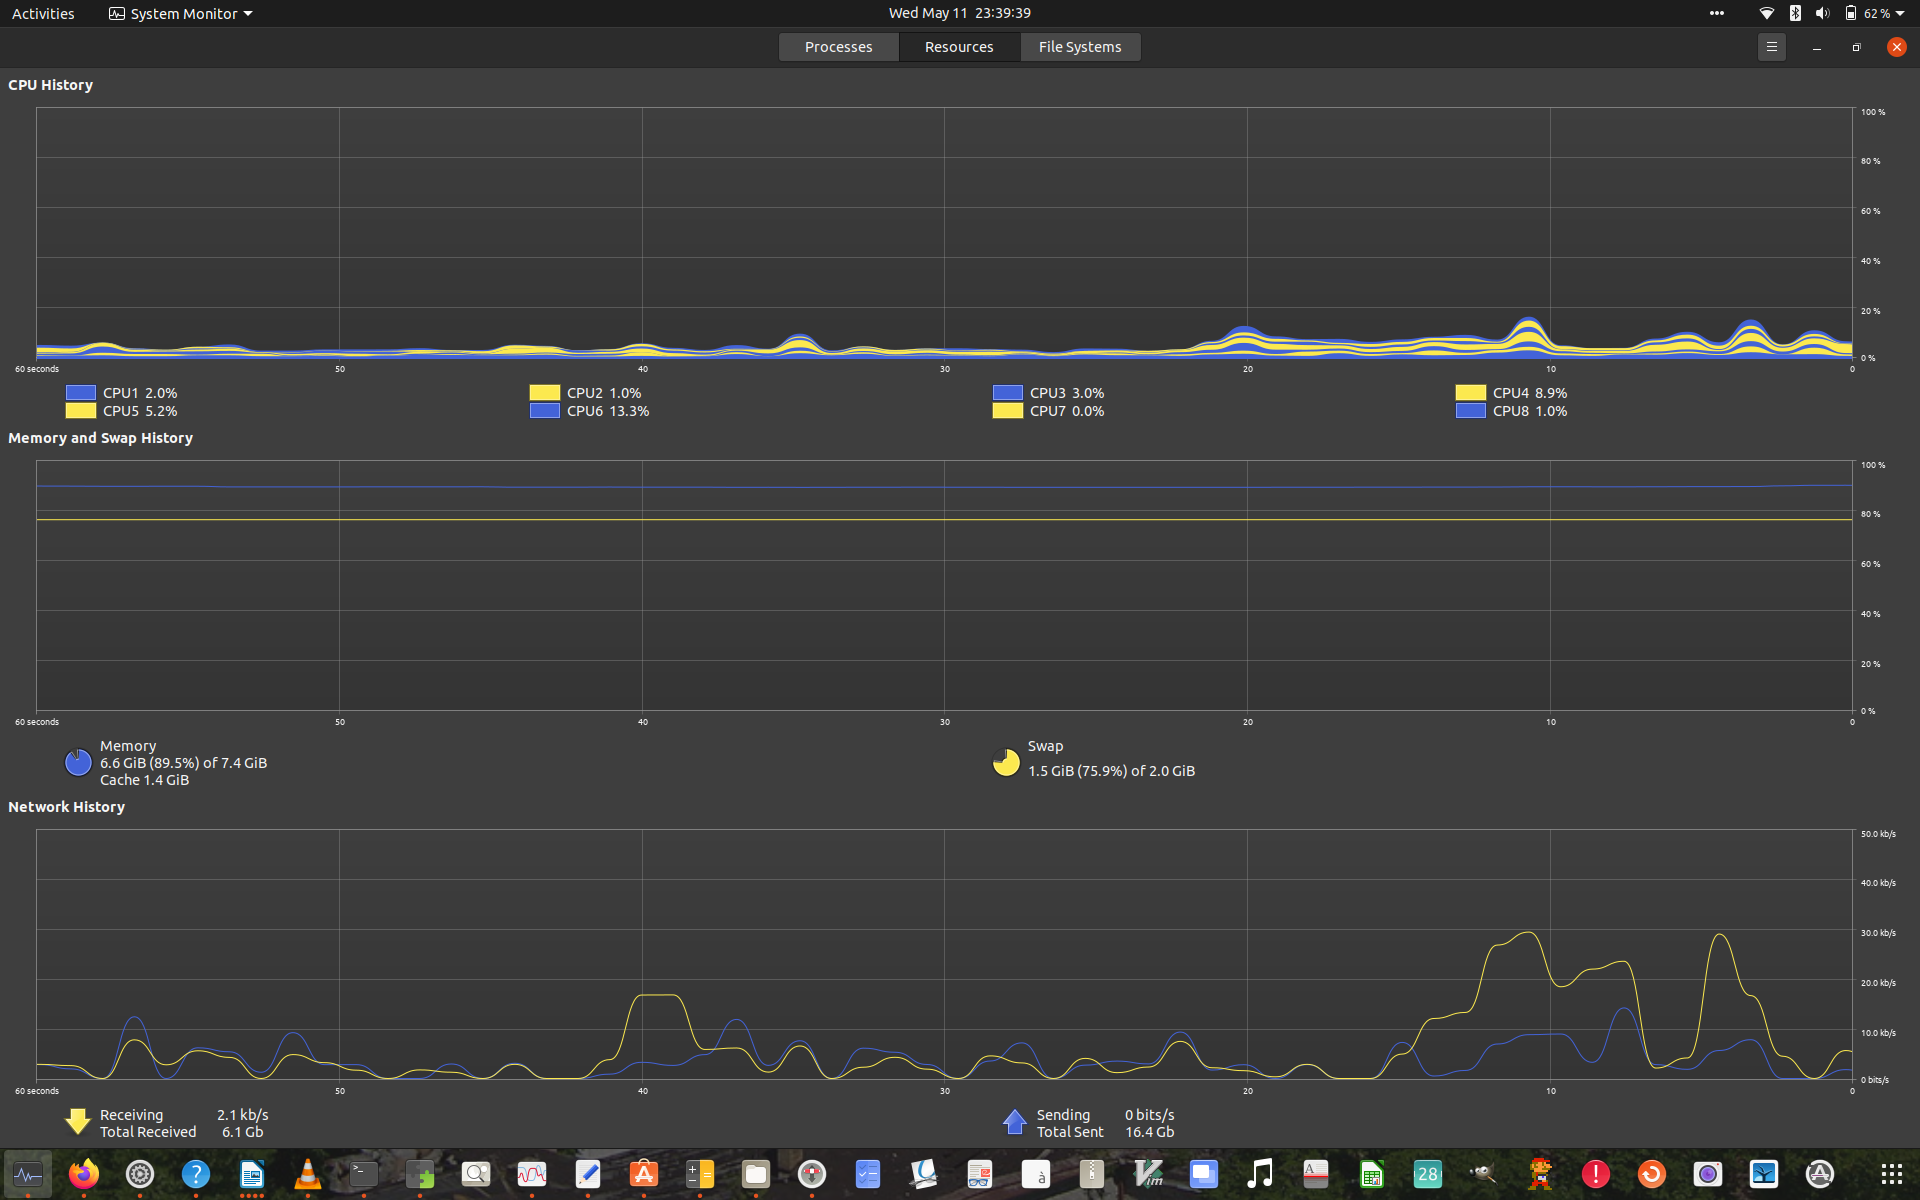 Activities System Monitor Wed May 11 23:39:39 62 %
Processes Resources File Systems
CPU History
100 %
80 %
60 %
40 %
20 %
0 %
60 seconds 50 40 30 20 10 0
CPU1 2.0% CPU2 1.0% CPU3 3.0% CPU4 8.9%
CPU5 5.2% CPU6 13.3% CPU7 0.0% CPU8 1.0%
Memory and Swap History
100 %
80 %
60 %
40 %
20 %
0 %
60 seconds 50 40 30 20 10 0
Memory Swap
6.6 GiB (89.5%) of 7.4 GiB 1.5 GiB (75.9%) of 2.0 GiB
Cache 1.4 GiB
Network History
50.0 kb/s
40.0 kb/s
30.0 kb/s
20.0 kb/s
10.0 kb/s
0 bits/s
60 seconds 50 40 30 20 10 0
Receiving 2.1 kb/s Sending 0 bits/s
Total Received 6.1 Gb Total Sent 16.4 Gb
? >_ A à Vim A 28 !